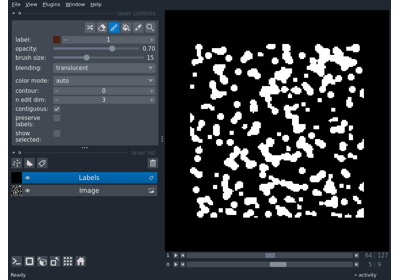 File View Plugins Window Help
layer controls
label: 1
opacity: 0.70
brush size: 15
blending: translucent
color mode: auto
contour: 0
n edit dim: 3
contiguous:
preserve
labels:
show
selected:
layer list
Labels
Image
1 64 127
0 5 9
Ready activity